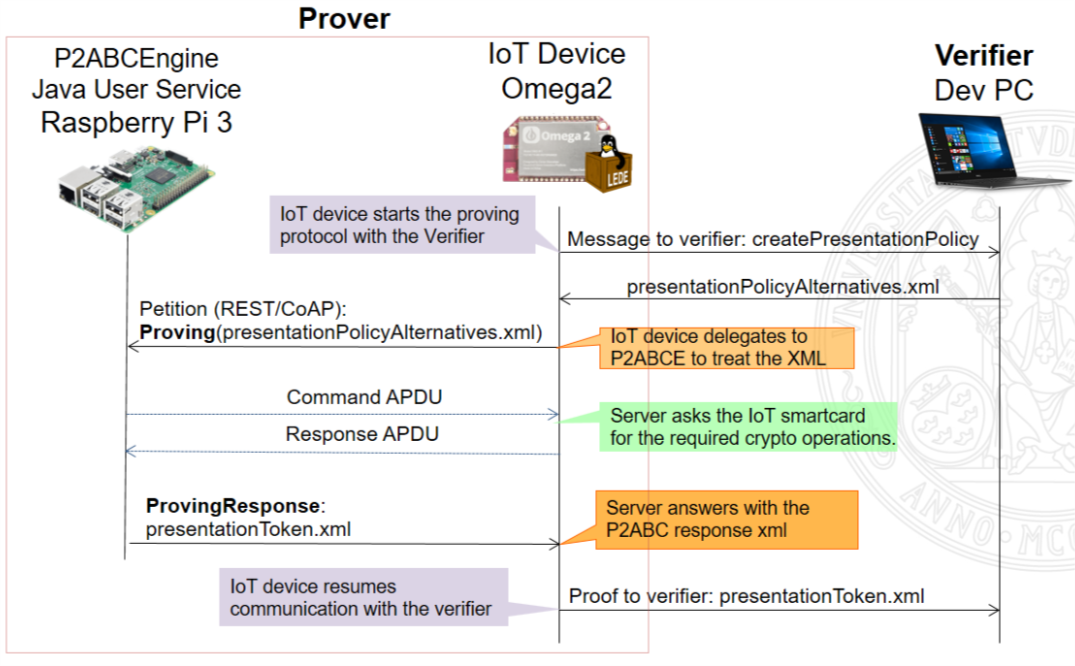 Prover
P2ABCEngine
Java User Service
Raspberry Pi 3
IoT Device
Omega2
Verifier
Dev PC
Omega 2
LEDE
IoT device starts the proving
protocol with the Verifier
Message to verifier: createPresentationPolicy
presentationPolicyAlternatives.xml
Petition (REST/CoAP):
Proving(presentationPolicyAlternatives.xml)
IoT device delegates to
P2ABCE to treat the XML
Command APDU
Server asks the IoT smartcard
for the required crypto operations.
Response APDU
ProvingResponse:
presentationToken.xml
Server answers with the
P2ABC response xml
IoT device resumes
communication with the verifier
Proof to verifier: presentationToken.xml
ANNO · MC